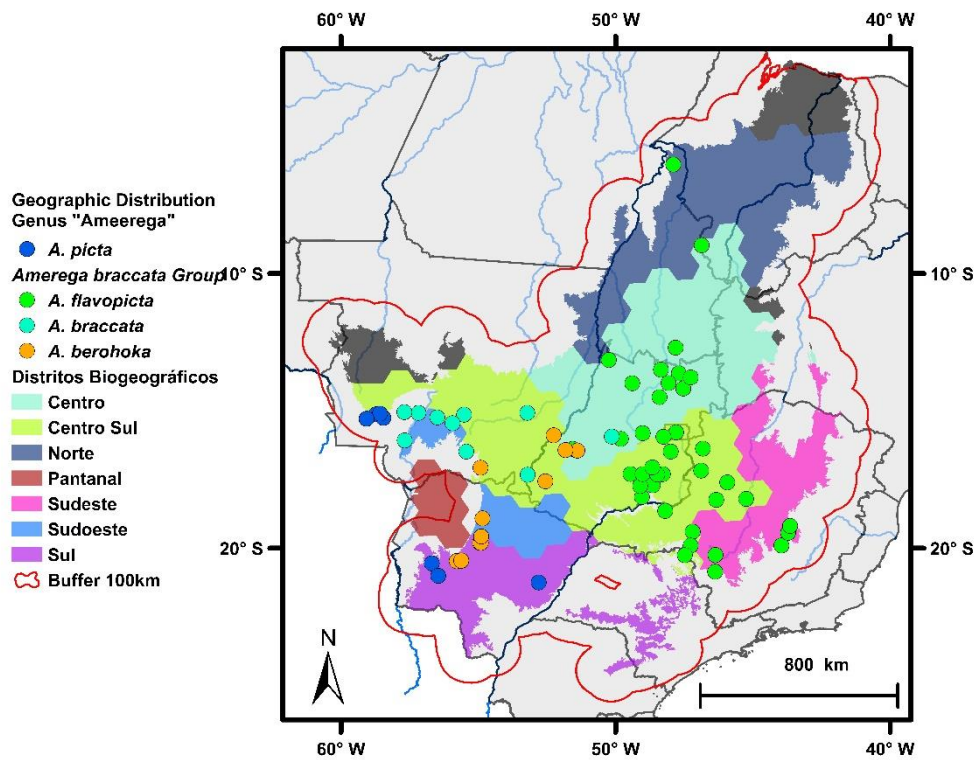 60° W 50° W 40° W
Geographic Distribution
Genus "Ameerega"
A. picta
Amerega braccata Group
A. flavopicta
A. braccata
A. berohoka
Distritos Biogeográficos
Centro
Centro Sul
Norte
Pantanal
Sudeste
Sudoeste
Sul
Buffer 100km
10° S 10° S
20° S 20° S
N
800 km
60° W 50° W 40° W